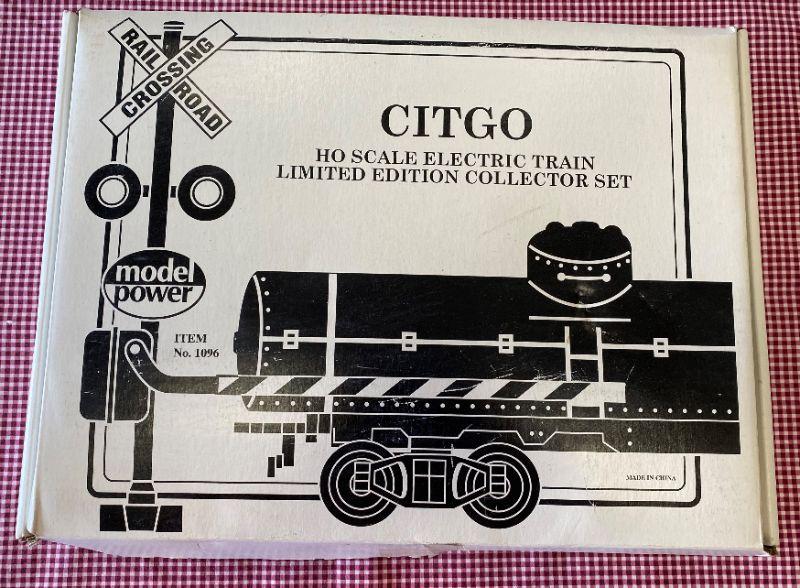 RAIL
CROSSING
ROAD
CITGO
HO SCALE ELECTRIC TRAIN
LIMITED EDITION COLLECTOR SET
model
power
ITEM
No. 1096
MADE IN CHINA